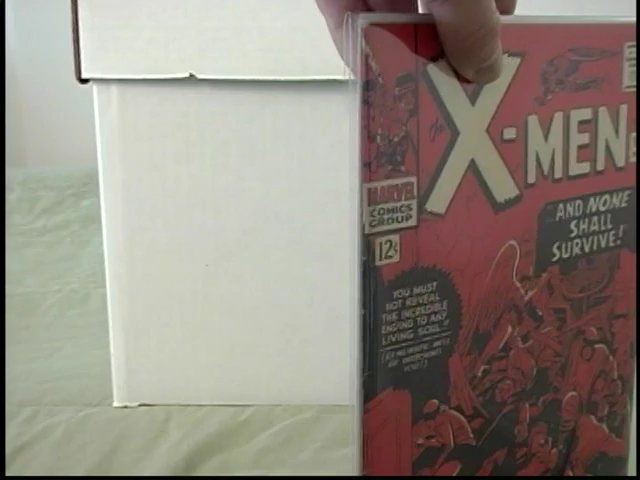 the X-MEN
MARVEL
COMICS
GROUP
12¢
"AND NONE
SHALL
SURVIVE!"
YOU MUST
NOT REVEAL
THE INCREDIBLE
ENDING TO ANY
LIVING SOUL!